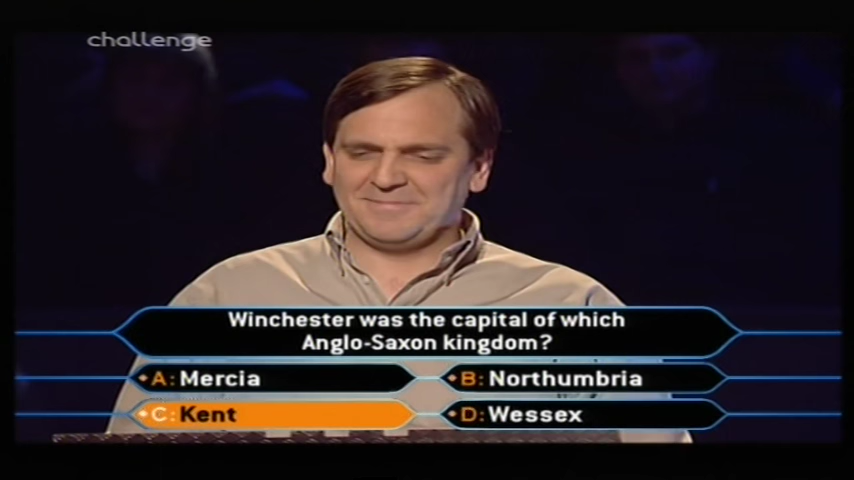 challenge
Winchester was the capital of which
Anglo-Saxon kingdom?
A: Mercia
B: Northumbria
C: Kent
D: Wessex